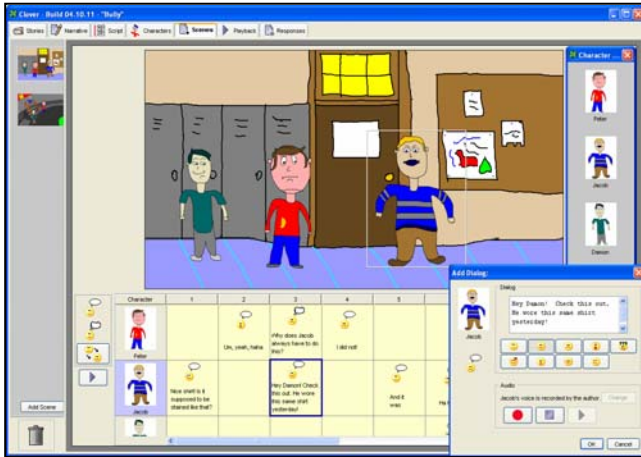 Clover - Build 04.10.11 - "Bully"
Stories Narrative Script Characters Scenes Playback Responses
Character ...
Peter
Jacob
Damon
Add Scene
Character 1 2 3 4 5
Peter
Um, yeah, haha
Why does Jacob
always have to do
this?
I did not!
Jacob
Nice shirt! Is it
supposed to be
stained like that?
Hey Damon! Check
this out. He wore
this same shirt
yesterday!
And it
was
Add Dialog:
Jacob
Dialog
Hey Damon! Check this out.
He wore this same shirt
yesterday!
Audio
Jacob's voice is recorded by the author.
Change
OK Cancel